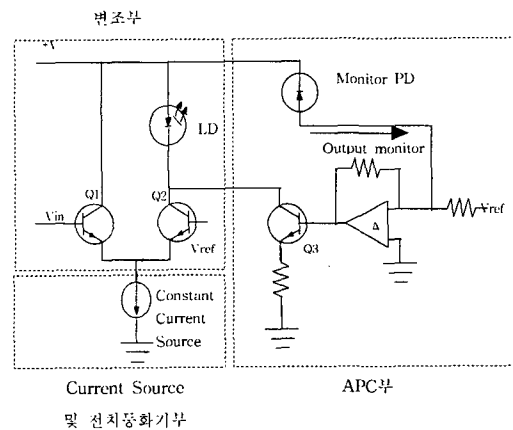 변조부
+V
Monitor PD
LD
Output monitor
Q1
Q2
Vin
Vref
A
Vref
Q3
Constant
Current
Source
Current Source
및 전치등화기부
APC부